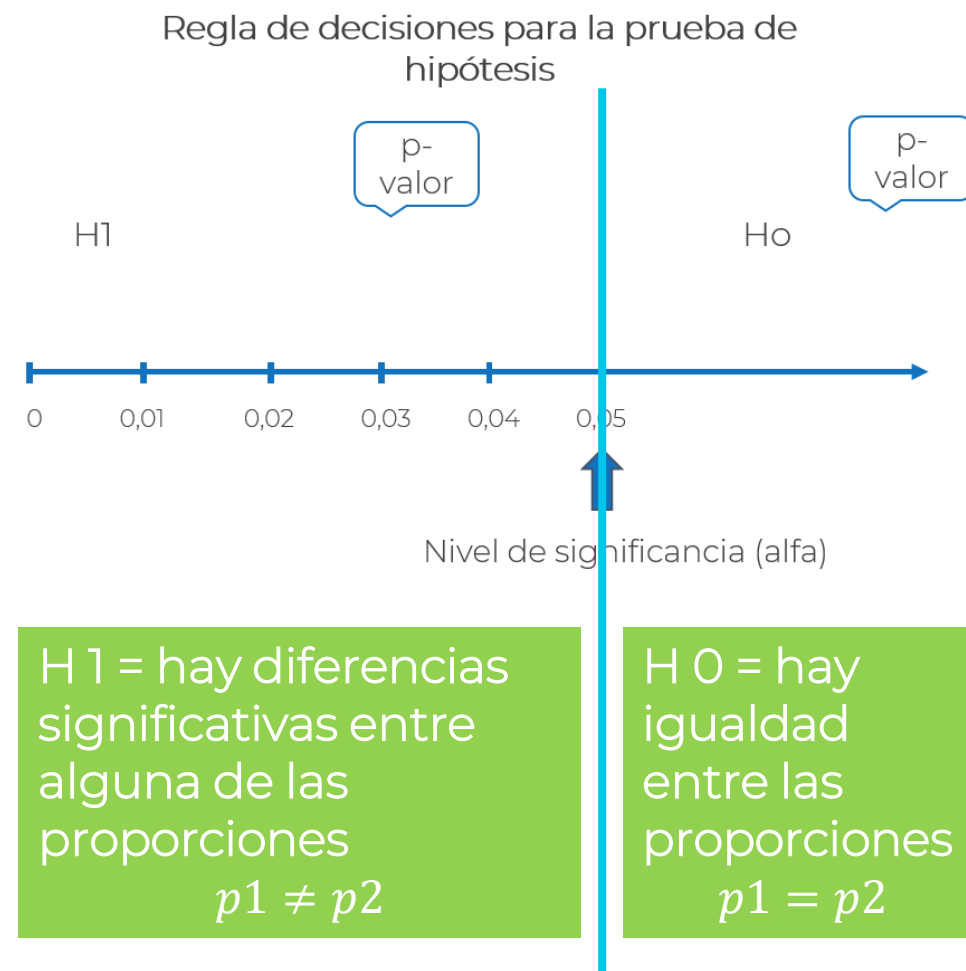 Regla de decisiones para la prueba de
hipótesis
p-
valor
p-
valor
H1
Ho
0 0,01 0,02 0,03 0,04 0,05
Nivel de significancia (alfa)
H 1 = hay diferencias
significativas entre
alguna de las
proporciones
p1 ≠ p2
H 0 = hay
igualdad
entre las
proporciones
p1 = p2